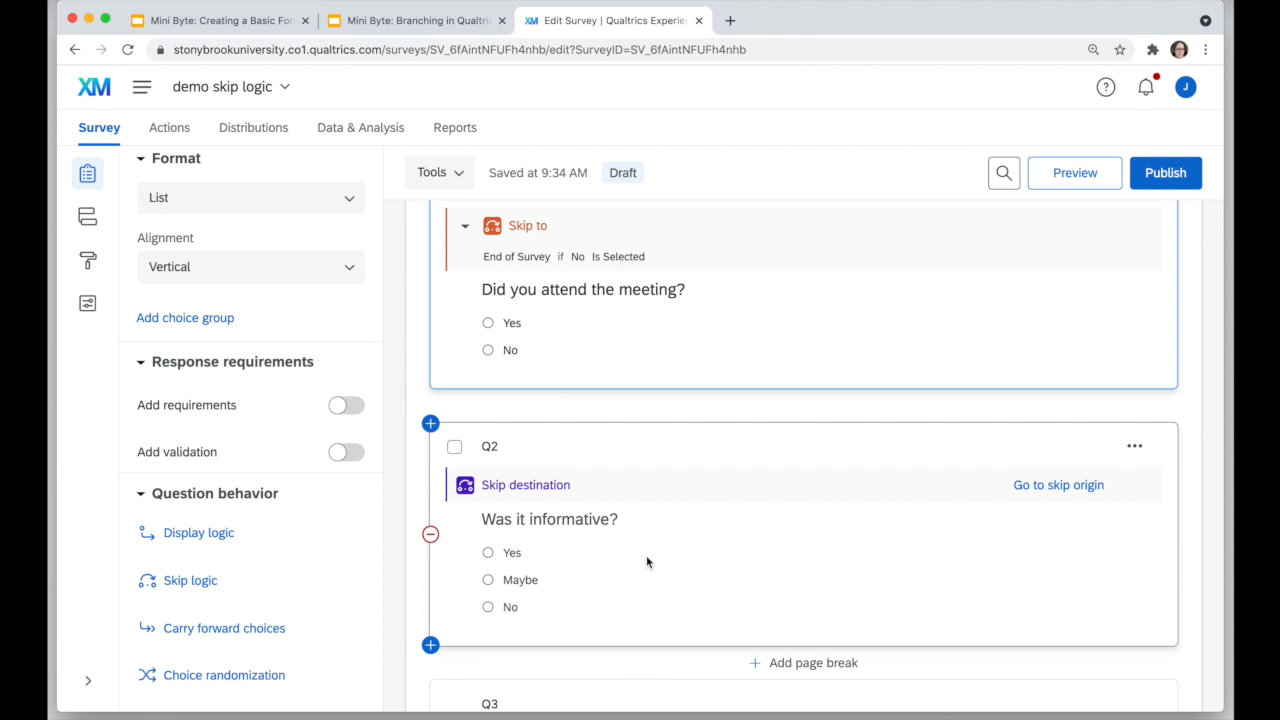 Mini Byte: Creating a Basic For
Mini Byte: Branching in Qualtri
XM Edit Survey | Qualtrics Experie
stonybrookuniversity.co1.qualtrics.com/surveys/SV_6fAintNFUFh4nhb/edit?SurveyID=SV_6fAintNFUFh4nhb
XM demo skip logic ? J
Survey Actions Distributions Data & Analysis Reports
Format
List
Alignment
Vertical
Add choice group
Response requirements
Add requirements
Add validation
Question behavior
Display logic
Skip logic
Carry forward choices
Choice randomization
Tools Saved at 9:34 AM Draft Preview Publish
Skip to
End of Survey if No Is Selected
Did you attend the meeting?
Yes
No
Q2
Skip destination Go to skip origin
Was it informative?
Yes
Maybe
No
Add page break
Q3